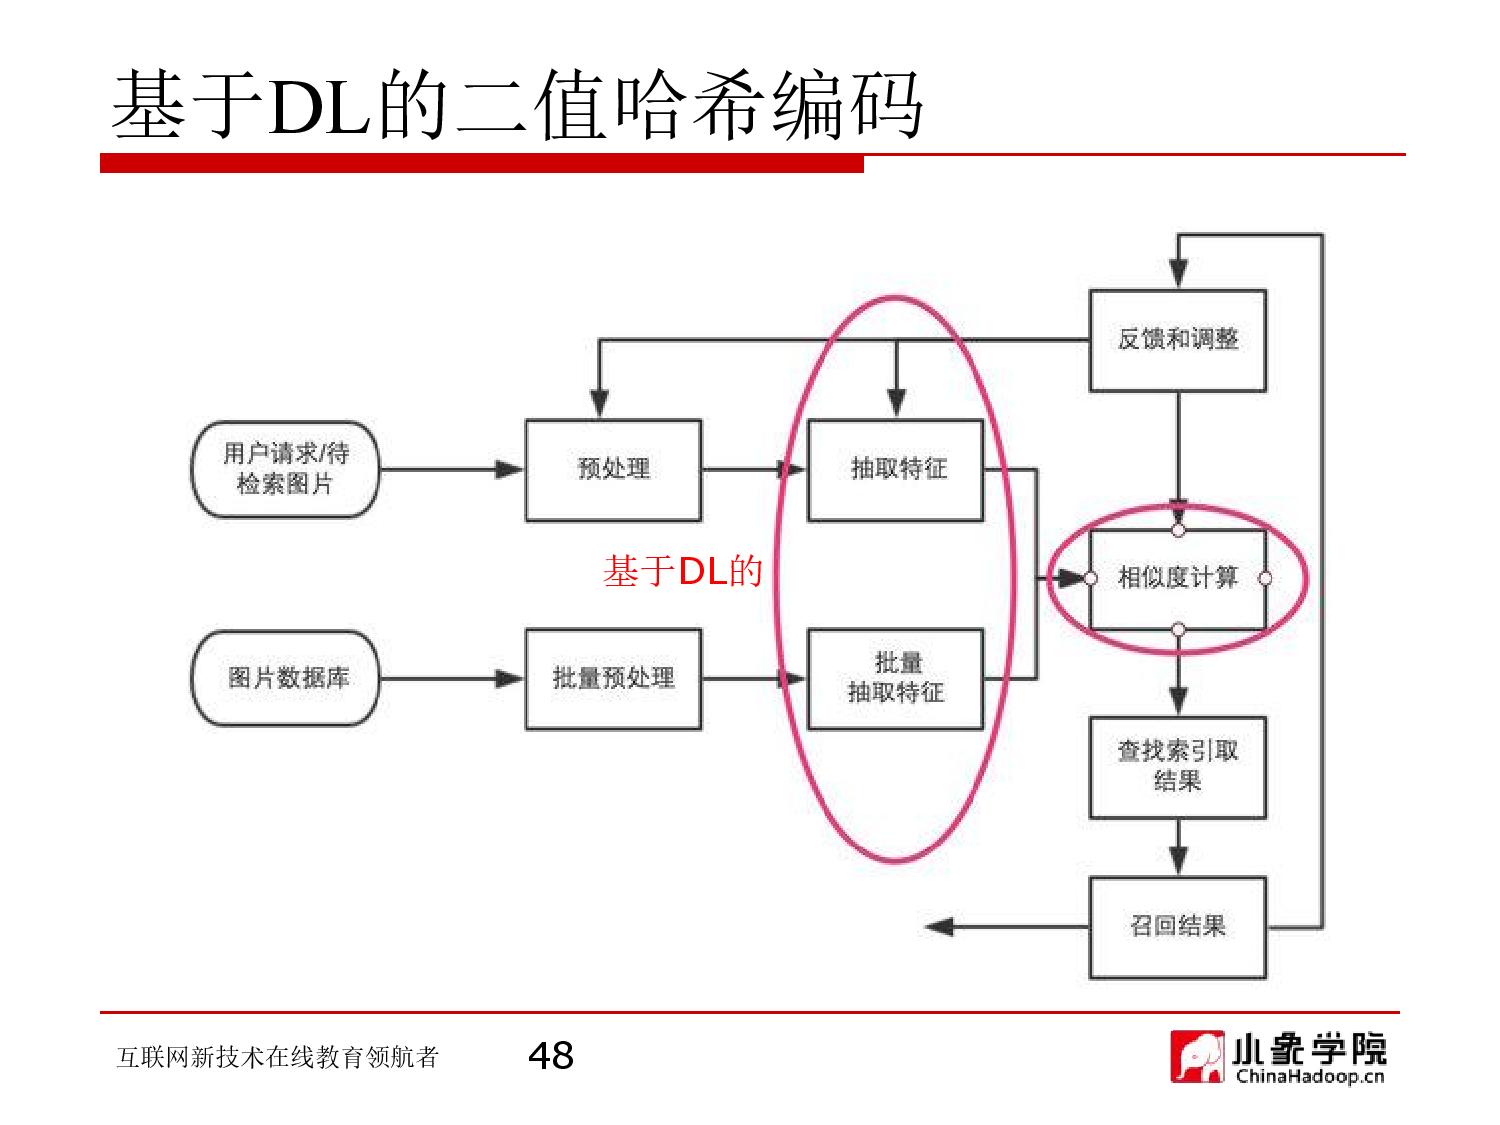 基于DL的二值哈希编码
反馈和调整
用户请求/待
检索图片
预处理
抽取特征
基于DL的
相似度计算
图片数据库
批量预处理
批量
抽取特征
查找索引取
结果
召回结果
互联网新技术在线教育领航者
48
小象学院
ChinaHadoop.cn